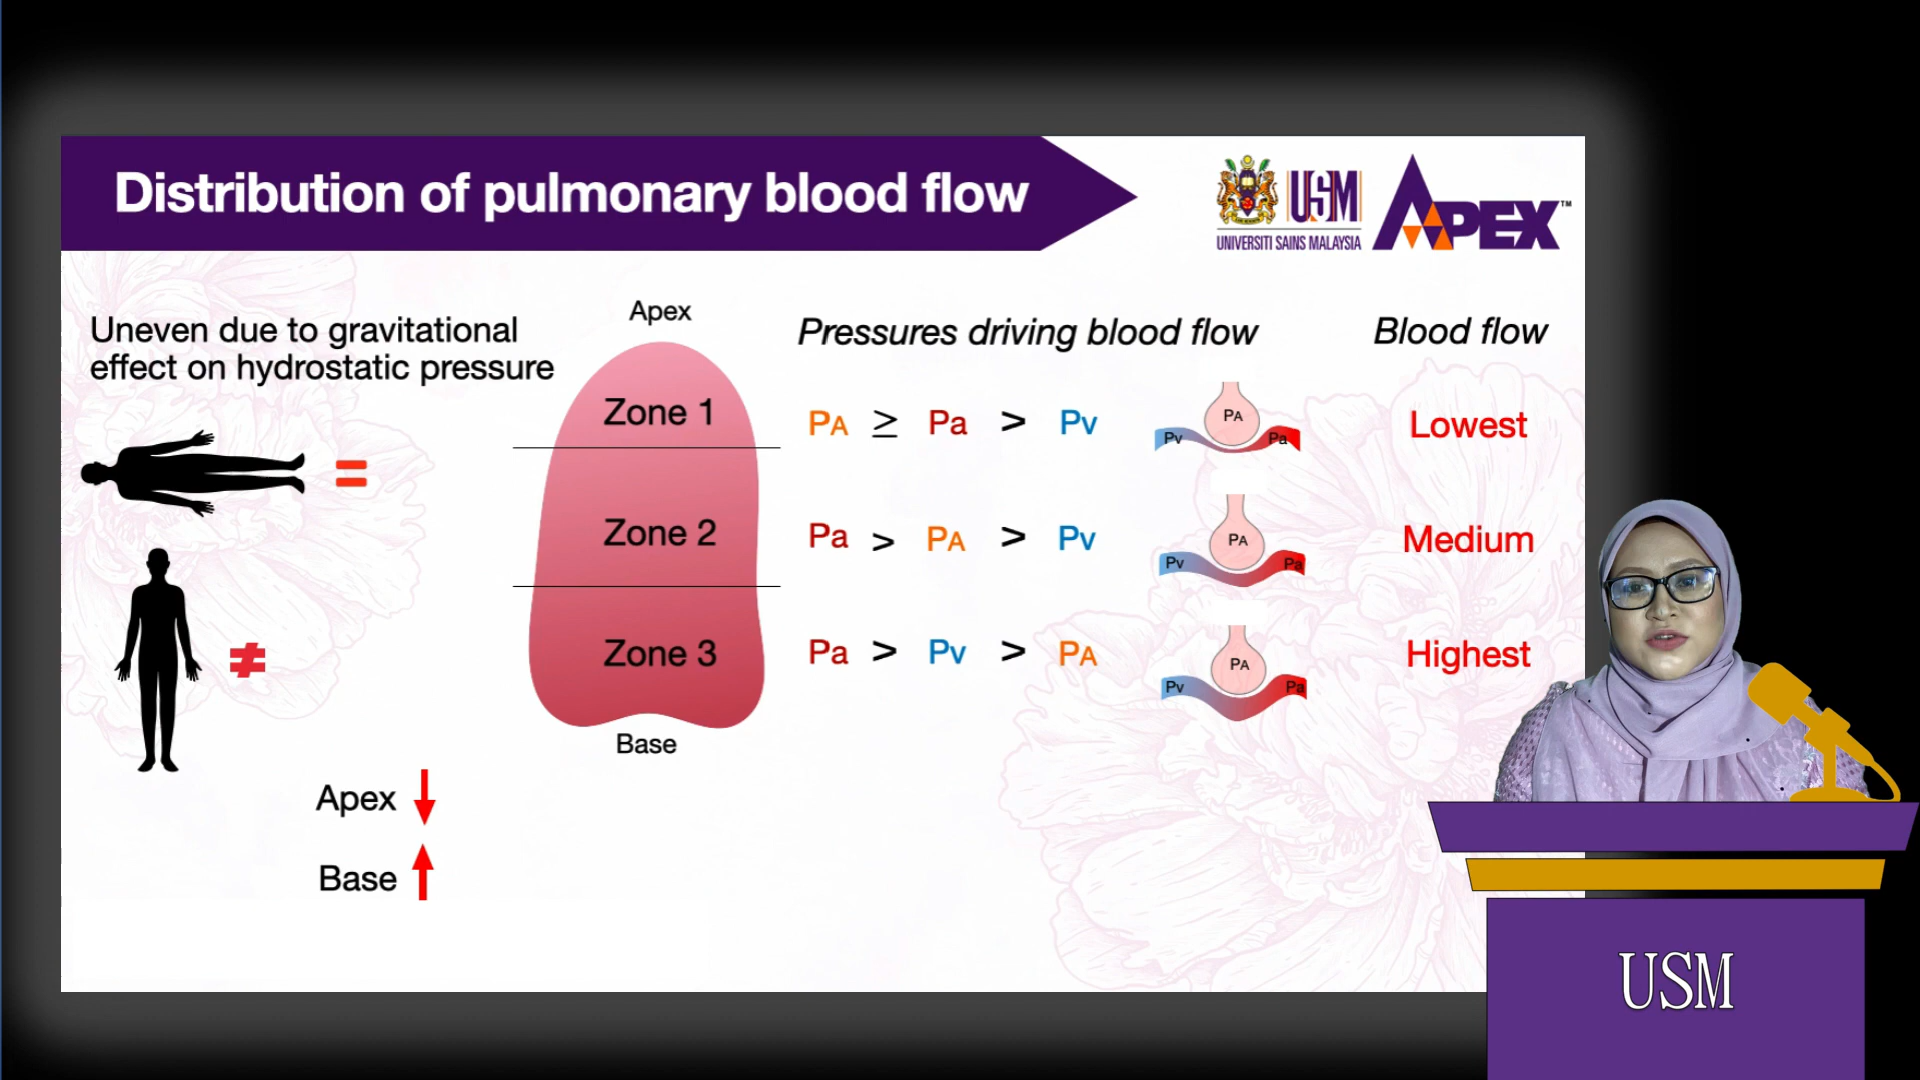 Distribution of pulmonary blood flow
USM
UNIVERSITI SAINS MALAYSIA
APEX™
Uneven due to gravitational
effect on hydrostatic pressure
=
≠
Apex ↓
Base ↑
Apex
Zone 1
Zone 2
Zone 3
Base
Pressures driving blood flow
Blood flow
PA ≥ Pa > Pv
PA
Pv
Pa
Lowest
Pa > PA > Pv
PA
Pv
Pa
Medium
Pa > Pv > PA
PA
Pv
Pa
Highest
USM